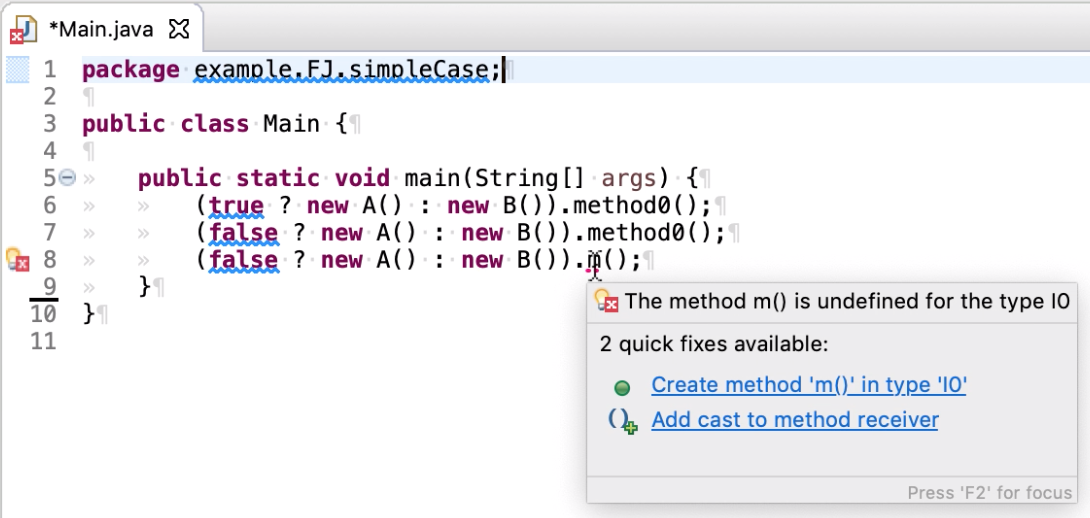 *Main.java
1 package example.FJ.simpleCase;
2
3 public class Main {
4
5 public static void main(String[] args) {
6 (true ? new A() : new B()).method0();
7 (false ? new A() : new B()).method0();
8 (false ? new A() : new B()).m();
9 }
10 }
11
The method m() is undefined for the type I0
2 quick fixes available:
Create method 'm()' in type 'I0'
Add cast to method receiver
Press 'F2' for focus